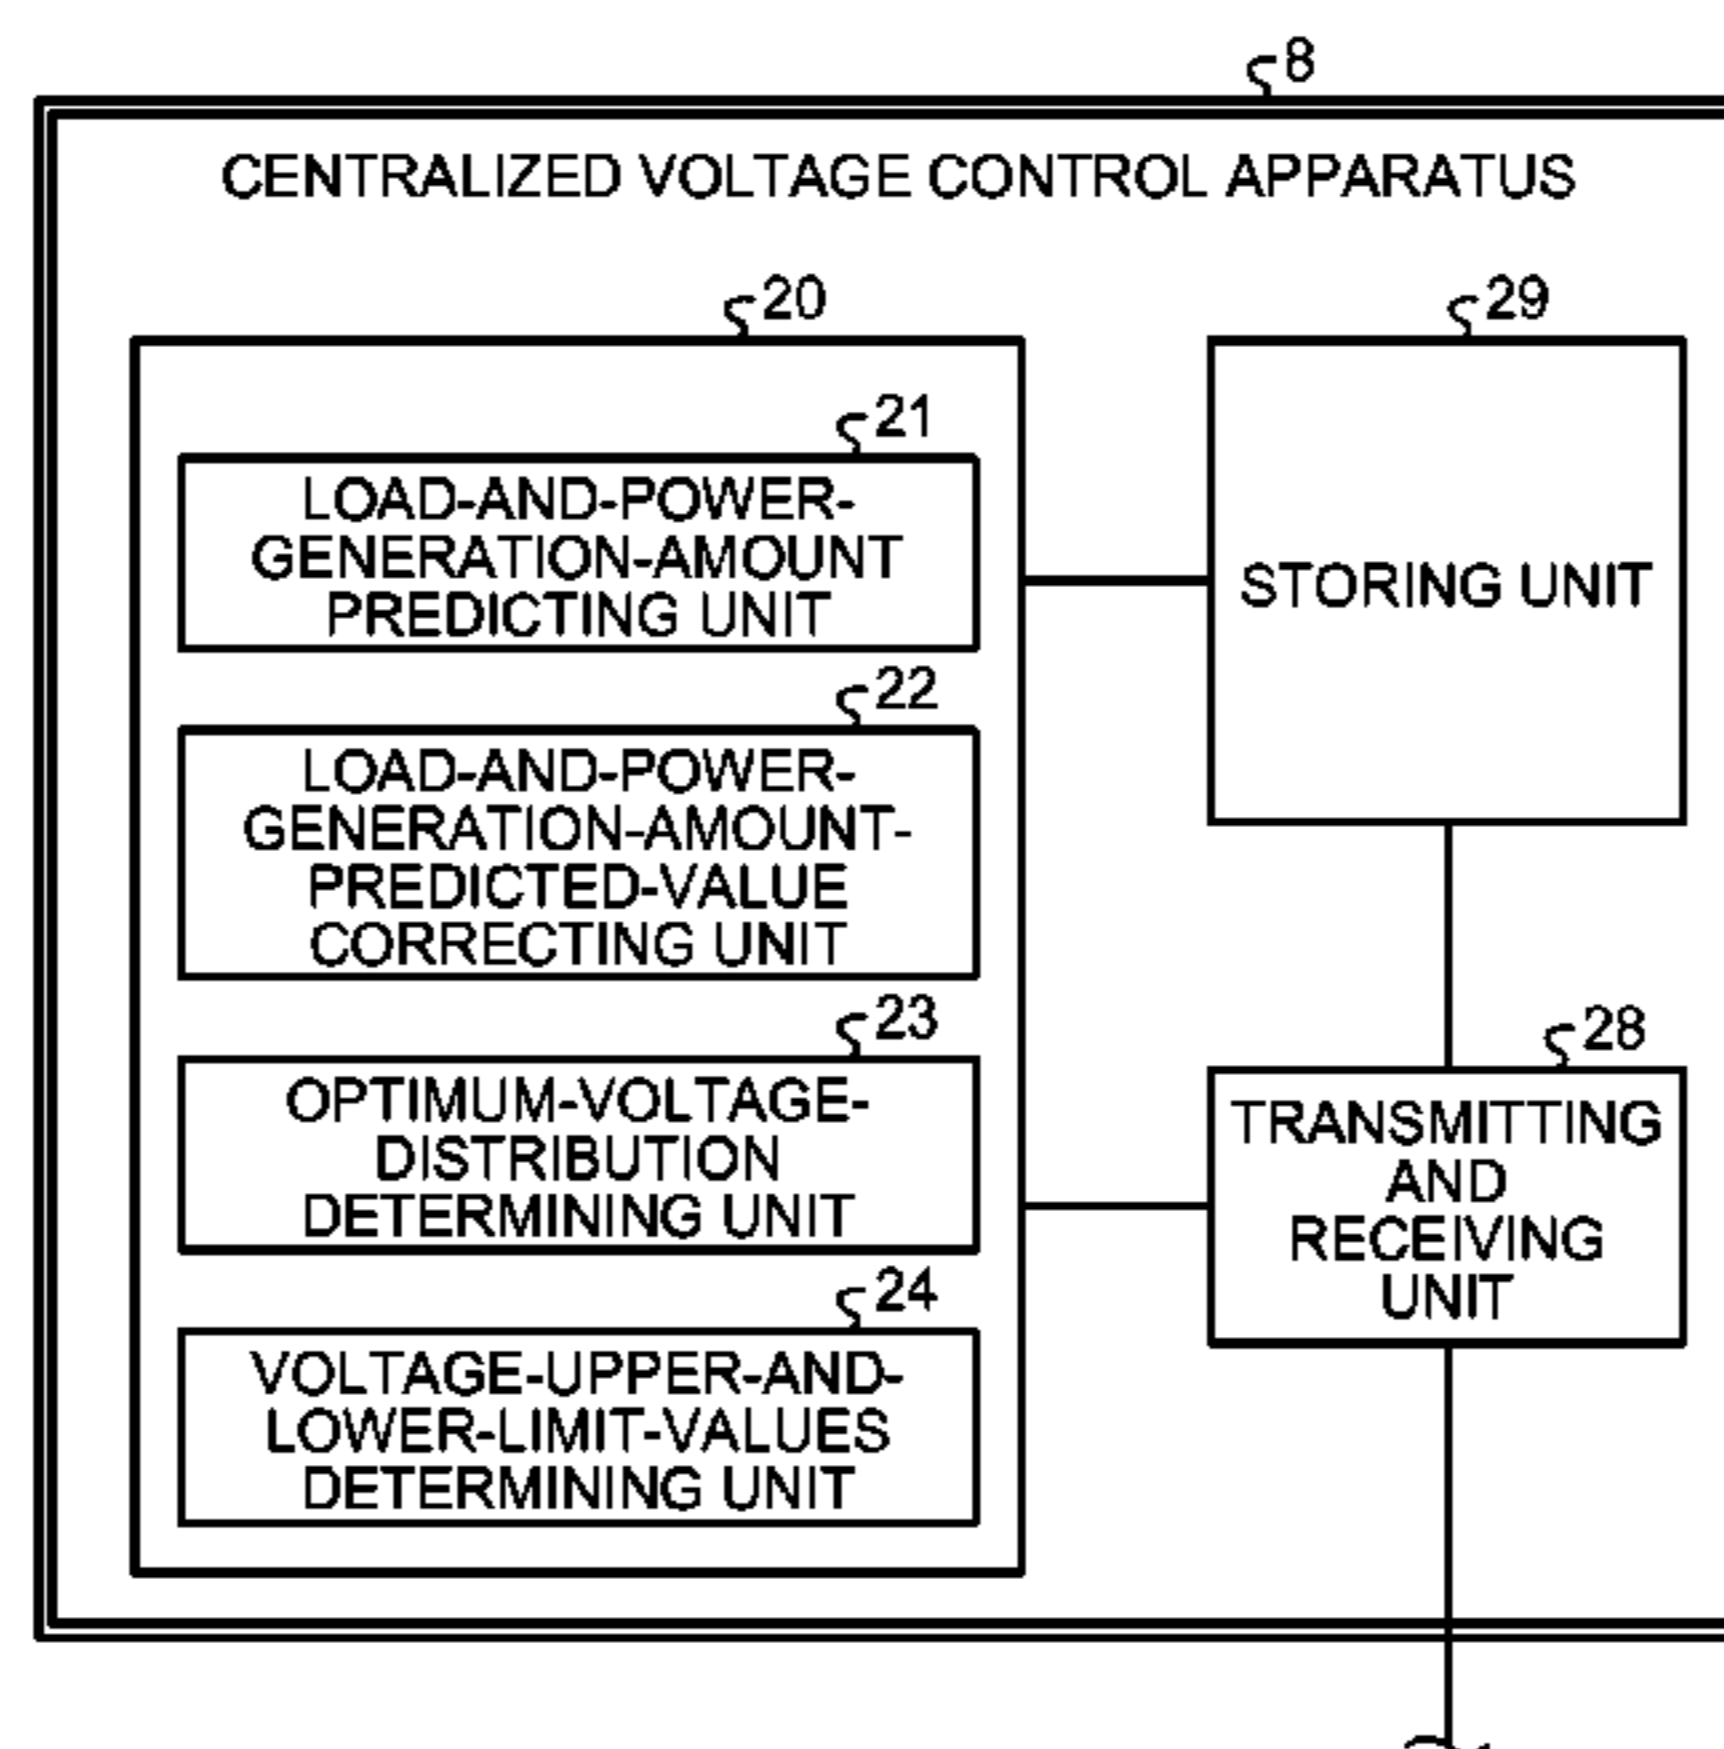 8
CENTRALIZED VOLTAGE CONTROL APPARATUS
20
21
LOAD-AND-POWER-
GENERATION-AMOUNT
PREDICTING UNIT
22
LOAD-AND-POWER-
GENERATION-AMOUNT-
PREDICTED-VALUE
CORRECTING UNIT
23
OPTIMUM-VOLTAGE-
DISTRIBUTION
DETERMINING UNIT
24
VOLTAGE-UPPER-AND-
LOWER-LIMIT-VALUES
DETERMINING UNIT
29
STORING UNIT
28
TRANSMITTING
AND
RECEIVING
UNIT